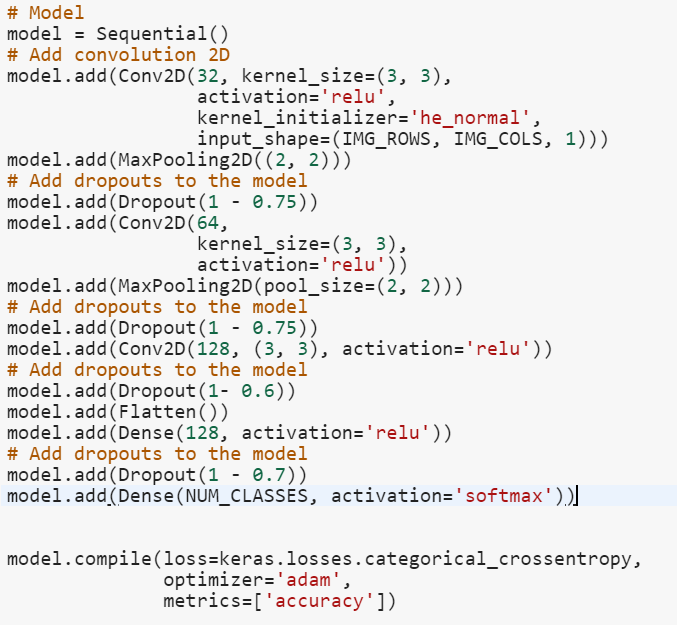 # Model
model = Sequential()
# Add convolution 2D
model.add(Conv2D(32, kernel_size=(3, 3),
                 activation='relu',
                 kernel_initializer='he_normal',
                 input_shape=(IMG_ROWS, IMG_COLS, 1)))
model.add(MaxPooling2D((2, 2)))
# Add dropouts to the model
model.add(Dropout(1 - 0.75))
model.add(Conv2D(64,
                 kernel_size=(3, 3),
                 activation='relu'))
model.add(MaxPooling2D(pool_size=(2, 2)))
# Add dropouts to the model
model.add(Dropout(1 - 0.75))
model.add(Conv2D(128, (3, 3), activation='relu'))
# Add dropouts to the model
model.add(Dropout(1- 0.6))
model.add(Flatten())
model.add(Dense(128, activation='relu'))
# Add dropouts to the model
model.add(Dropout(1 - 0.7))
model.add(Dense(NUM_CLASSES, activation='softmax'))
model.compile(loss=keras.losses.categorical_crossentropy,
              optimizer='adam',
              metrics=['accuracy'])